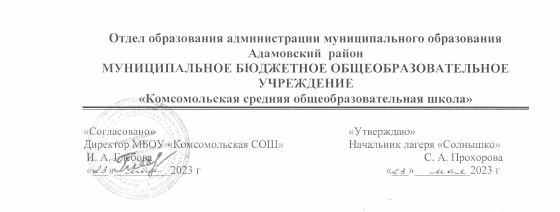 Отдел образования администрации муниципального образования
Адамовский район
МУНИЦИПАЛЬНОЕ БЮДЖЕТНОЕ ОБЩЕОБРАЗОВАТЕЛЬНОЕ
УЧРЕЖДЕНИЕ
«Комсомольская средняя общеобразовательная школа»
«Согласовано» «Утверждаю»
Директор МБОУ «Комсомольская СОШ» Начальник лагеря «Солнышко»
И. А. Глебова С. А. Прохорова
«23» 2023 г «23» мая 2023 г